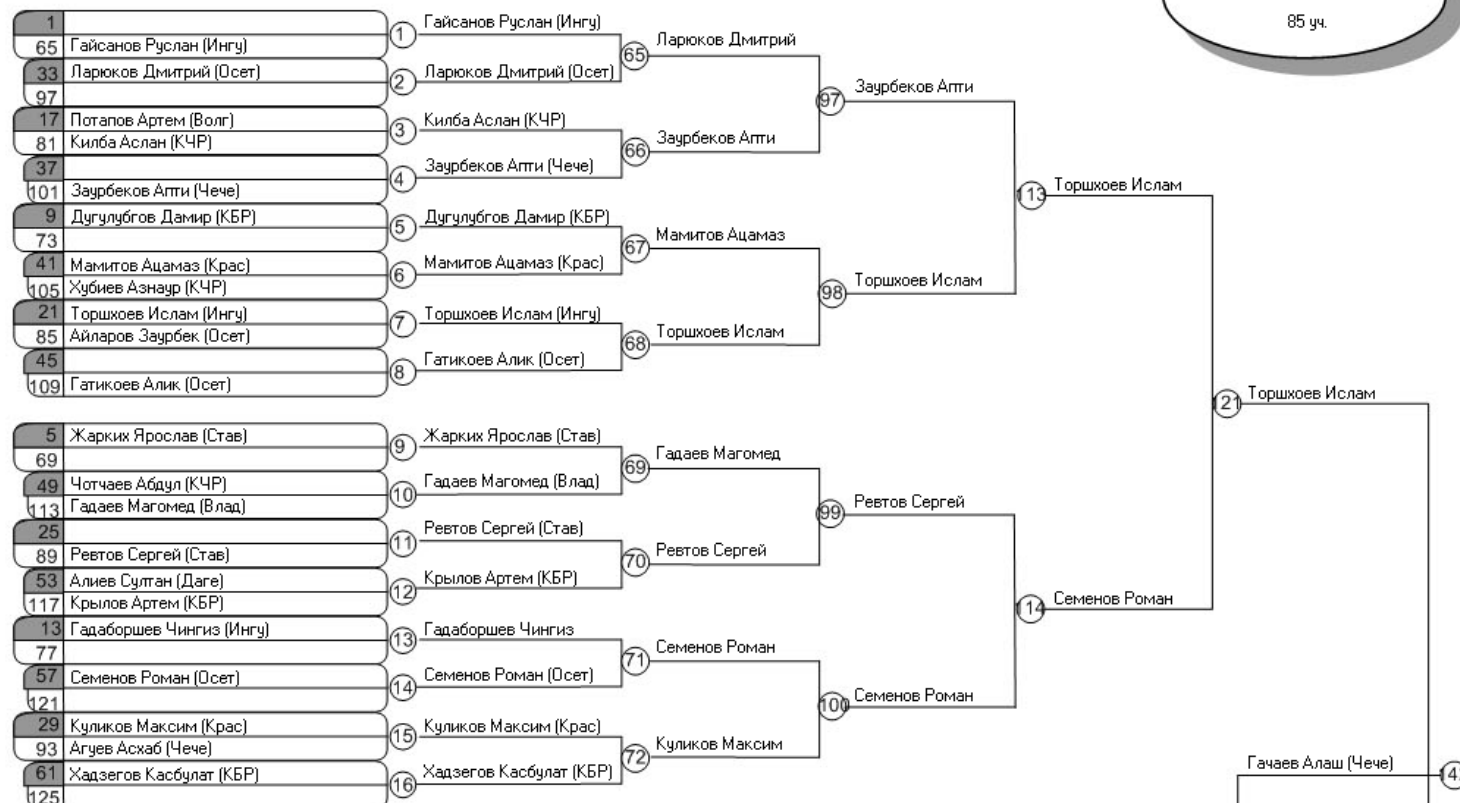 85 уч.
1
65 Гайсанов Руслан (Ингу)
33 Ларюков Дмитрий (Осет)
97
17 Потапов Артем (Волг)
81 Килба Аслан (КЧР)
37
101 Заурбеков Апти (Чече)
9 Дугулубгов Дамир (КБР)
73
41 Мамитов Ацамаз (Крас)
105 Хубиев Азнаур (КЧР)
21 Торшхоев Ислам (Ингу)
85 Айларов Заурбек (Осет)
45
109 Гатикоев Алик (Осет)
5 Жарких Ярослав (Став)
69
49 Чотчаев Абдул (КЧР)
113 Гадаев Магомед (Влад)
25
89 Ревтов Сергей (Став)
53 Алиев Султан (Даге)
117 Крылов Артем (КБР)
13 Гадаборшев Чингиз (Ингу)
77
57 Семенов Роман (Осет)
121
29 Куликов Максим (Крас)
93 Агуев Асхаб (Чече)
61 Хадзегов Касбулат (КБР)
125
1 Гайсанов Руслан (Ингу)
2 Ларюков Дмитрий (Осет)
3 Килба Аслан (КЧР)
4 Заурбеков Апти (Чече)
5 Дугулубгов Дамир (КБР)
6 Мамитов Ацамаз (Крас)
7 Торшхоев Ислам (Ингу)
8 Гатикоев Алик (Осет)
9 Жарких Ярослав (Став)
10 Гадаев Магомед (Влад)
11 Ревтов Сергей (Став)
12 Крылов Артем (КБР)
13 Гадаборшев Чингиз
14 Семенов Роман (Осет)
15 Куликов Максим (Крас)
16 Хадзегов Касбулат (КБР)
65 Ларюков Дмитрий
66 Заурбеков Апти
67 Мамитов Ацамаз
68 Торшхоев Ислам
69 Гадаев Магомед
70 Ревтов Сергей
71 Семенов Роман
72 Куликов Максим
97 Заурбеков Апти
98 Торшхоев Ислам
99 Ревтов Сергей
100 Семенов Роман
113 Торшхоев Ислам
114 Семенов Роман
121 Торшхоев Ислам
Гачаев Алаш (Чече)